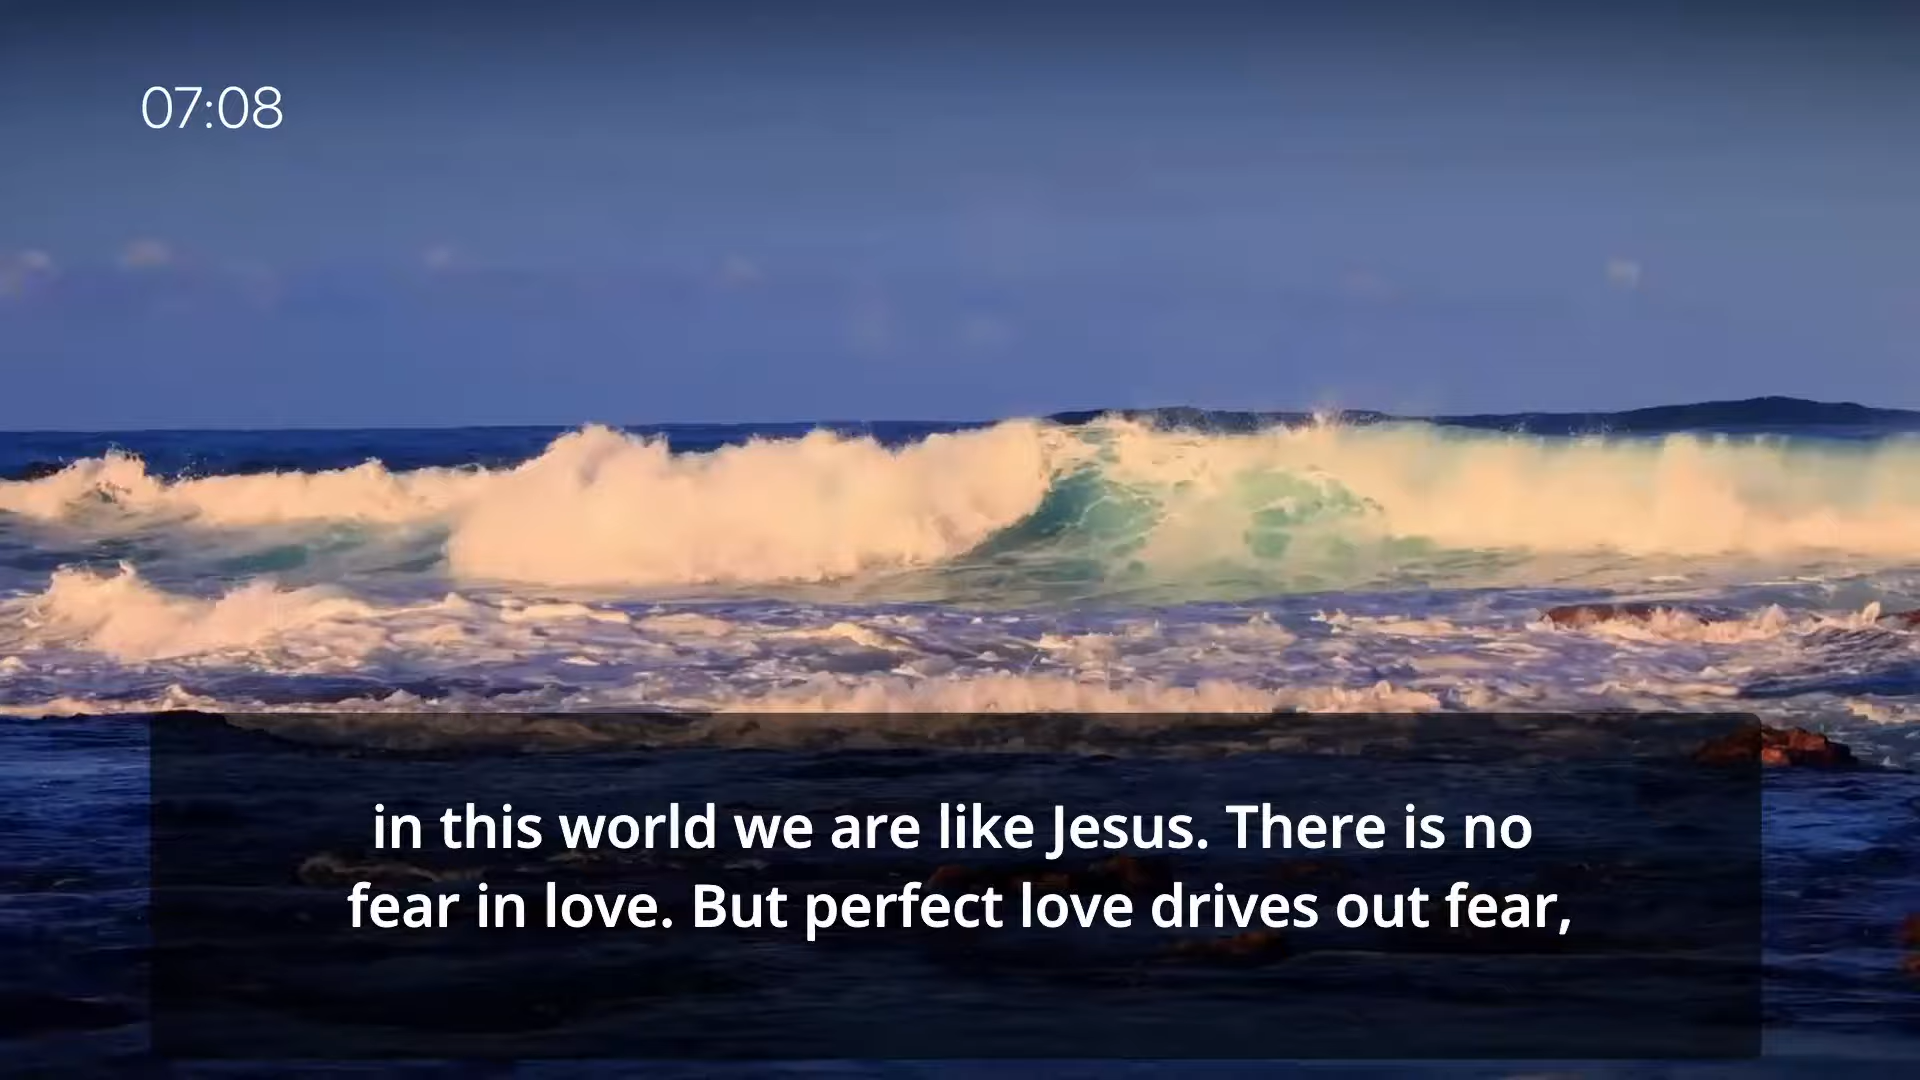 07:08
in this world we are like Jesus. There is no
fear in love. But perfect love drives out fear,